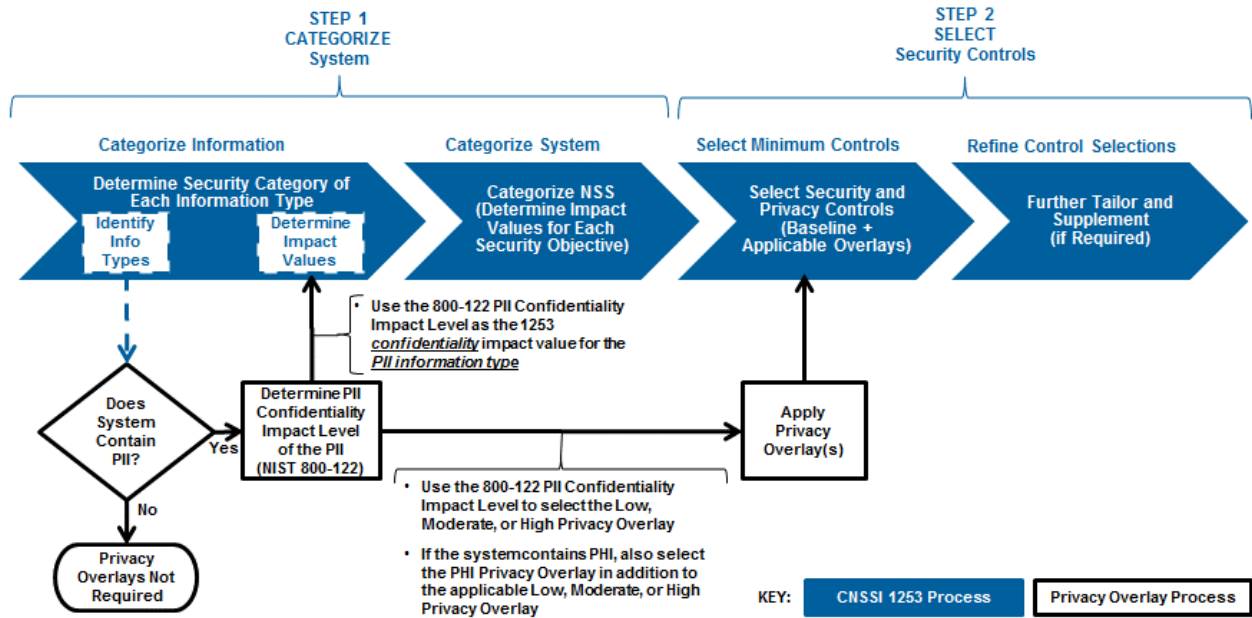 STEP 1
CATEGORIZE
System
STEP 2
SELECT
Security Controls
Categorize Information
Categorize System
Select Minimum Controls
Refine Control Selections
Determine Security Category of
Each Information Type
Identify
Info
Types
Determine
Impact
Values
Categorize NSS
(Determine Impact
Values for Each
Security Objective)
Select Security and
Privacy Controls
(Baseline +
Applicable Overlays)
Further Tailor and
Supplement
(if Required)
• Use the 800-122 PII Confidentiality
Impact Level as the 1253
confidentiality impact value for the
PII information type
Does
System
Contain
PII?
Yes
Determine PII
Confidentiality
Impact Level
of the PII
(NIST 800-122)
Apply
Privacy
Overlay(s)
No
Privacy
Overlays Not
Required
• Use the 800-122 PII Confidentiality
Impact Level to select the Low,
Moderate, or High Privacy Overlay
• If the systemcontains PHI, also select
the PHI Privacy Overlay in addition to
the applicable Low, Moderate, or High
Privacy Overlay
KEY:
CNSSI 1253 Process
Privacy Overlay Process